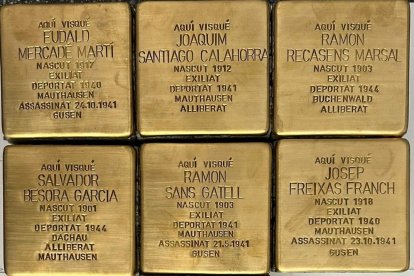 AQUÍ VISQUÉ
EUDALD
MERCADÉ MARTÍ
NASCUT 1917
EXILIAT
DEPORTAT 1940
MAUTHAUSEN
ASSASSINAT 24.10.1941
GUSEN
AQUÍ VISQUÉ
JOAQUIM
SANTIAGO CALAHORRA
NASCUT 1912
EXILIAT
DEPORTAT 1941
MAUTHAUSEN
ALLIBERAT
AQUÍ VISQUÉ
RAMON
RECASENS MARSAL
NASCUT 1903
EXILIAT
DEPORTAT 1944
BUCHENWALD
ALLIBERAT
AQUÍ VISQUÉ
SALVADOR
BESORA GARCIA
NASCUT 1901
EXILIAT
DEPORTAT 1944
DACHAU
ALLIBERAT
MAUTHAUSEN
AQUÍ VISQUÉ
RAMON
SANS GATELL
NASCUT 1903
EXILIAT
DEPORTAT 1941
MAUTHAUSEN
ASSASSINAT 21.5.1941
GUSEN
AQUÍ VISQUÉ
JOSEP
FREIXAS FRANCH
NASCUT 1918
EXILIAT
DEPORTAT 1940
MAUTHAUSEN
ASSASSINAT 23.10.1941
GUSEN